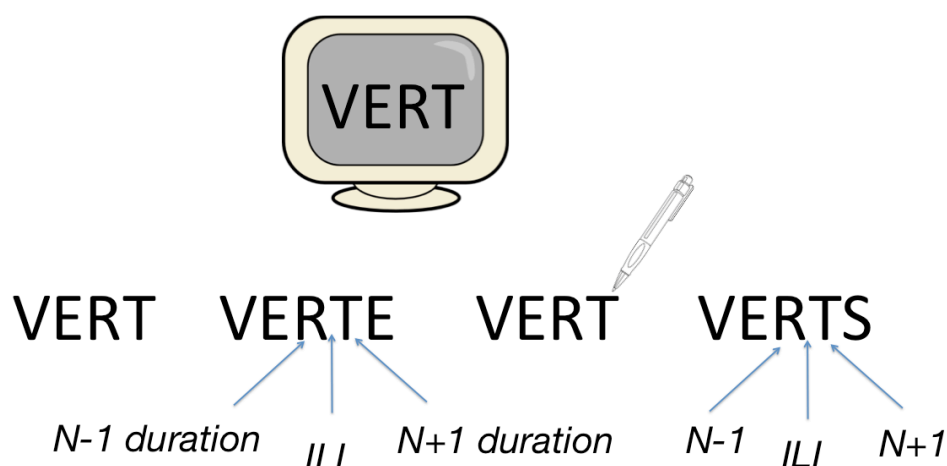 VERT
VERT VERTE VERT VERTS
N-1 duration ILI N+1 duration N-1 ILI N+1